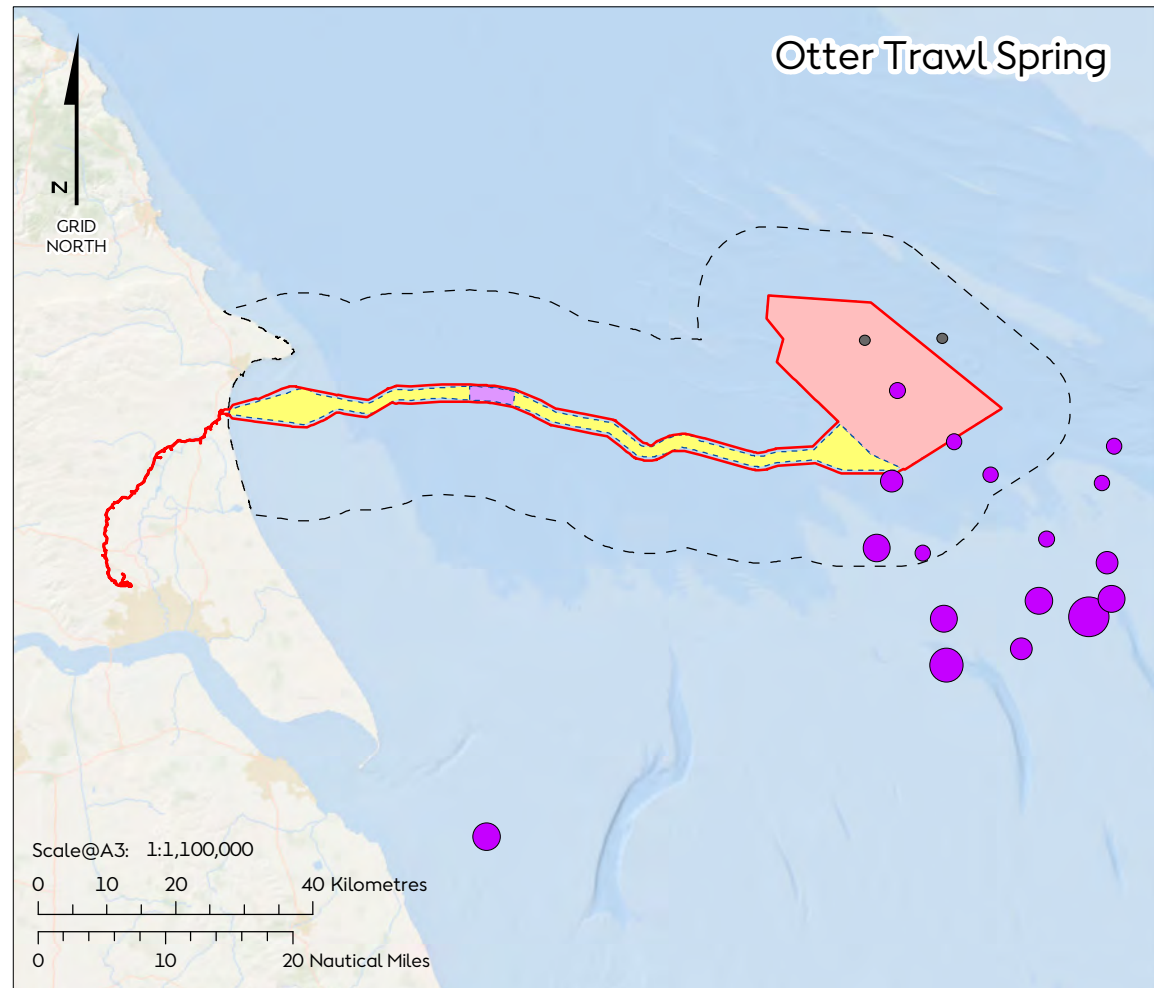 Otter Trawl Spring
N
GRID
NORTH
Scale@A3: 1:1,100,000
0 10 20 40 Kilometres
0 10 20 Nautical Miles